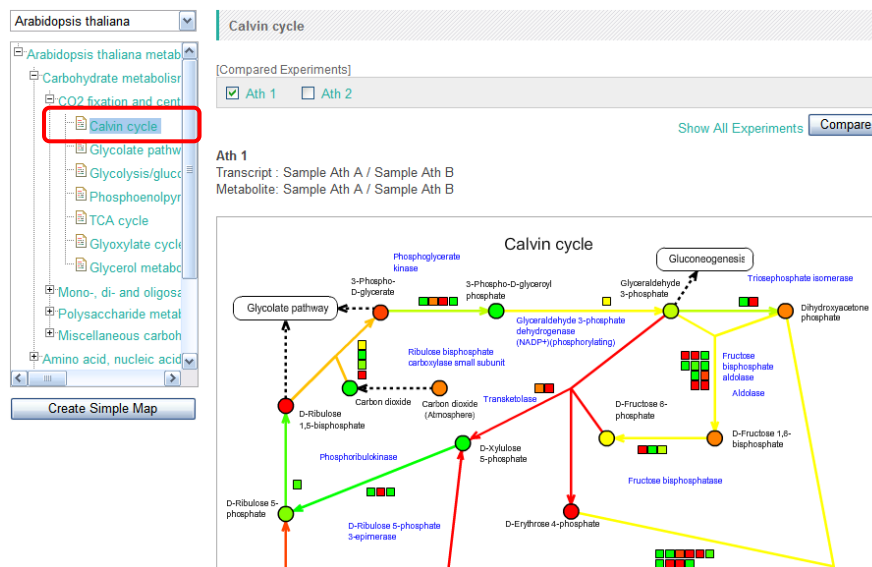 Arabidopsis thaliana
Arabidopsis thaliana metab
Carbohydrate metabolisr
CO2 fixation and cent
Calvin cycle
Glycolate pathw
Glycolysis/glucc
Phosphoenolpyr
TCA cycle
Glyoxylate cycle
Glycerol metabc
Mono-, di- and oligosa
Polysaccharide metal
Miscellaneous carboh
Amino acid, nucleic acid
Create Simple Map
Calvin cycle
[Compared Experiments]
Ath 1
Ath 2
Show All Experiments
Compare
Ath 1
Transcript : Sample Ath A / Sample Ath B
Metabolite: Sample Ath A / Sample Ath B
Calvin cycle
Phosphoglycerate
kinase
Gluconeogenesis
3-Phospho-
D-glycerate
3-Phospho-D-glyceroyl
phosphate
Glyceraldehyde
3-phosphate
Triosephosphate isomerase
Glycolate pathway
Dihydroxyacetone
phosphate
Glyceraldehyde 3-phosphate
dehydrogenase
(NADP+)(phosphorylating)
Ribulose bisphosphate
carboxylase small subunit
Fructose
bisphosphate
aldolase
Aldolase
Carbon dioxide
Carbon dioxide
(Atmosphere)
Transketolase
D-Ribulose
1,5-bisphosphate
D-Fructose 6-
phosphate
D-Fructose 1,6-
bisphosphate
D-Xylulose
5-phosphate
Phosphoribulokinase
Fructose bisphosphatase
D-Ribulose 5-
phosphate
D-Ribulose 5-phosphate
3-epimerase
D-Erythrose 4-phosphate